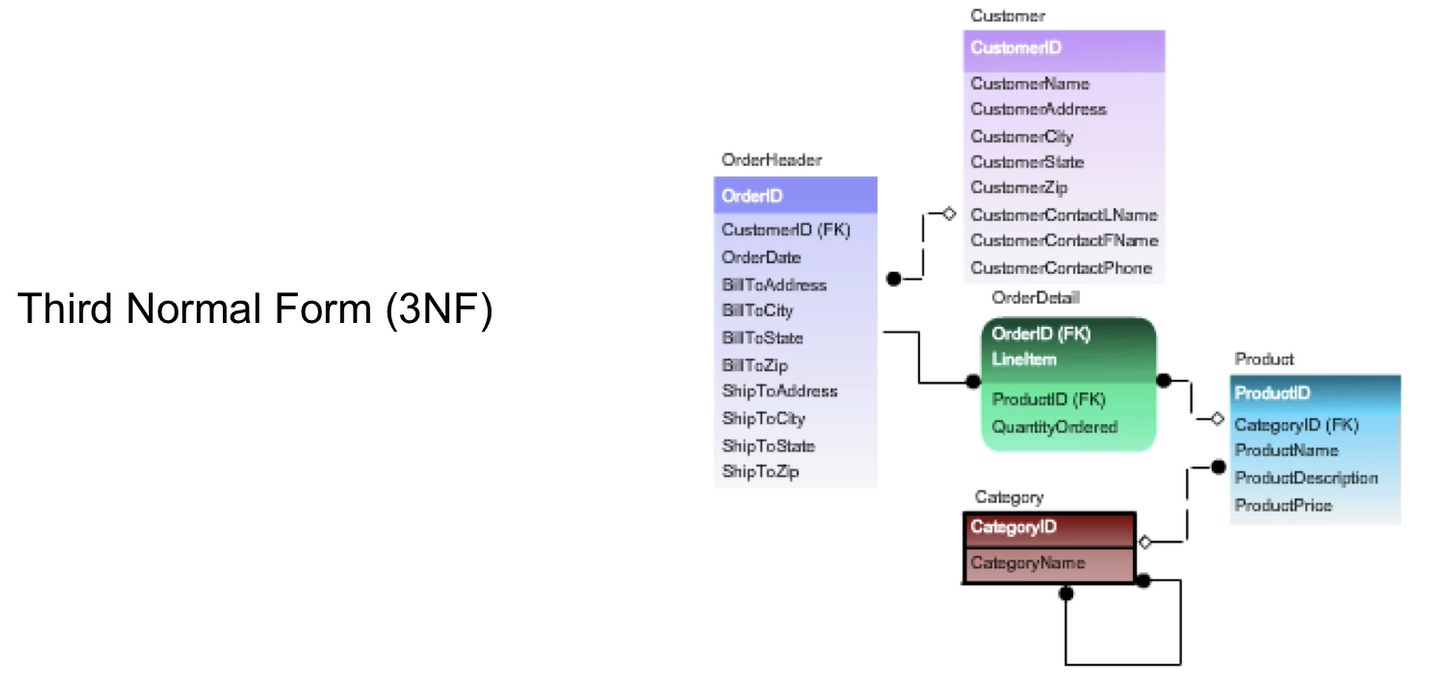 Third Normal Form (3NF)
Customer
CustomerID
CustomerName
CustomerAddress
CustomerCity
CustomerState
CustomerZip
CustomerContactLName
CustomerContactFName
CustomerContactPhone
OrderHeader
OrderID
CustomerID (FK)
OrderDate
BillToAddress
BillToCity
BillToState
BillToZip
ShipToAddress
ShipToCity
ShipToState
ShipToZip
OrderDetail
OrderID (FK)
LineItem
ProductID (FK)
QuantityOrdered
Product
ProductID
CategoryID (FK)
ProductName
ProductDescription
ProductPrice
Category
CategoryID
CategoryName